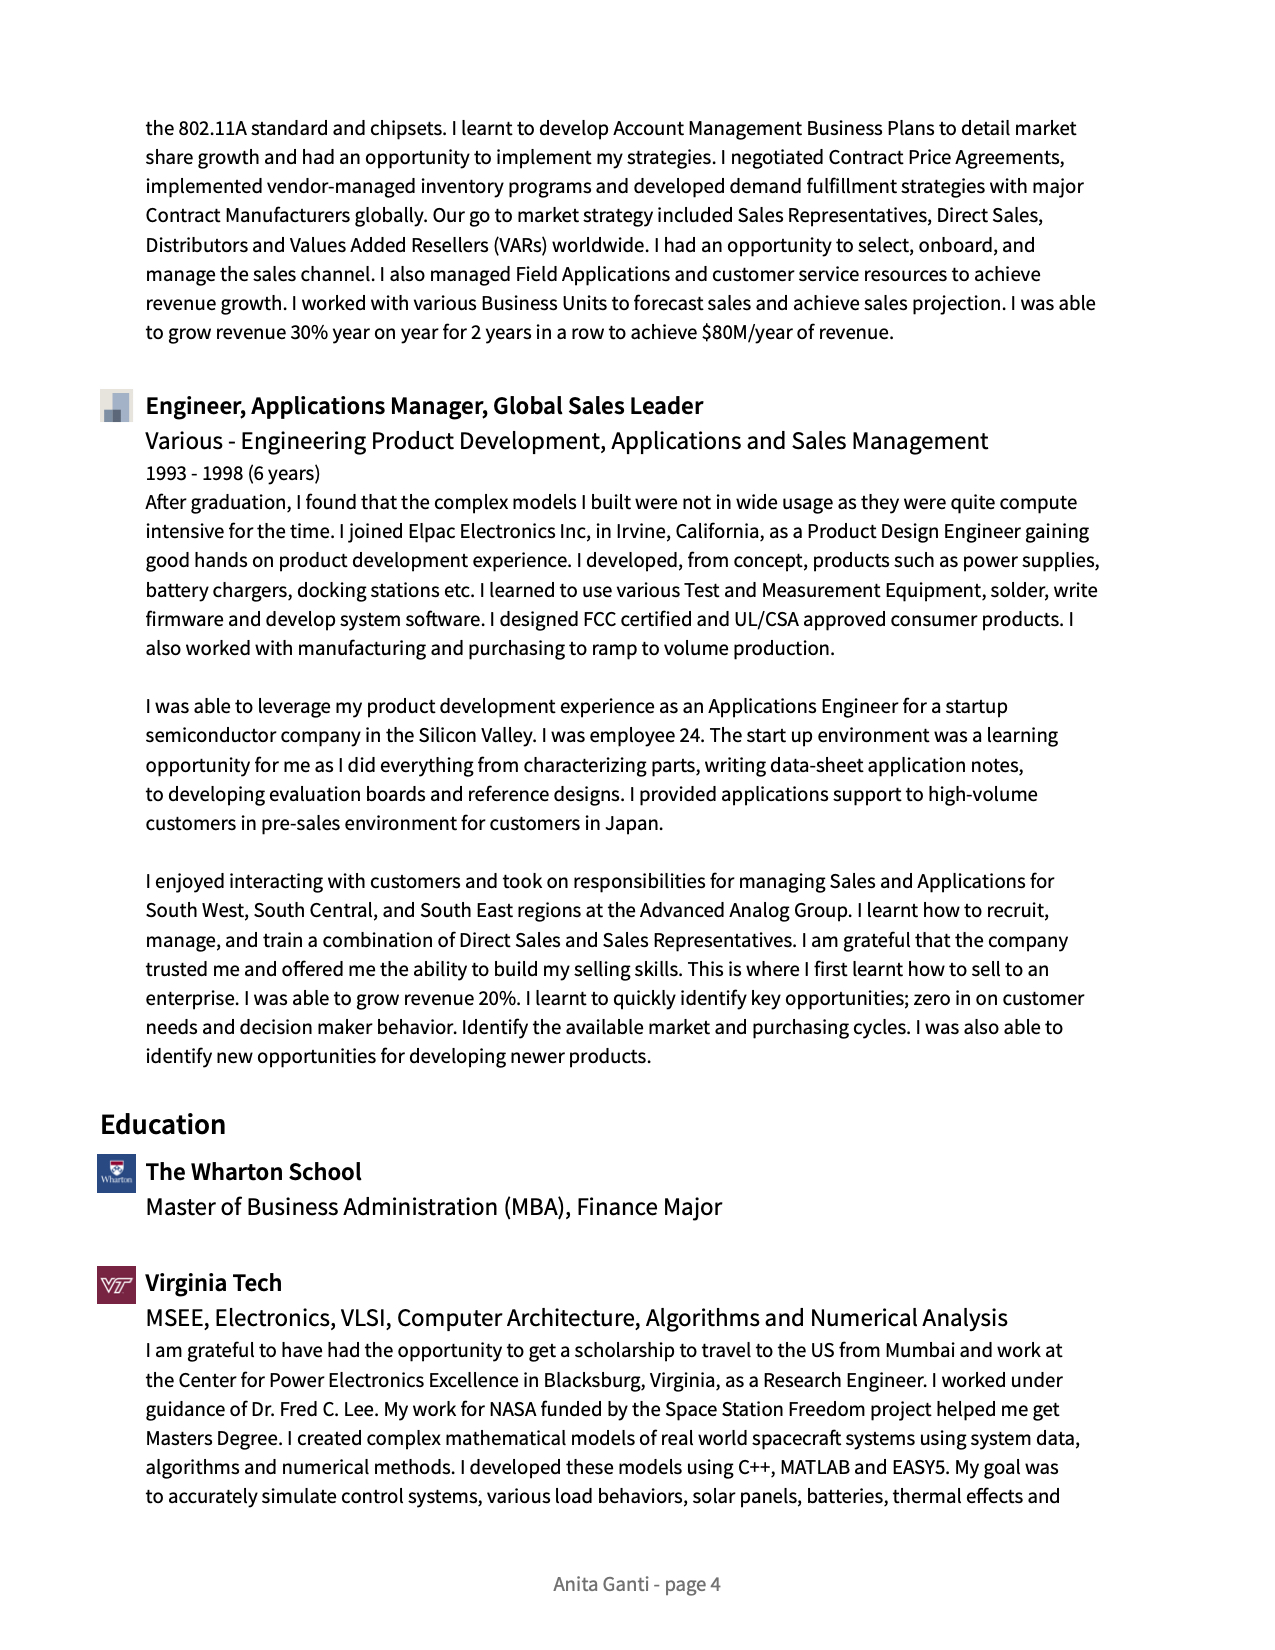 the 802.11A standard and chipsets. I learnt to develop Account Management Business Plans to detail market
share growth and had an opportunity to implement my strategies. I negotiated Contract Price Agreements,
implemented vendor-managed inventory programs and developed demand fulfillment strategies with major
Contract Manufacturers globally. Our go to market strategy included Sales Representatives, Direct Sales,
Distributors and Values Added Resellers (VARs) worldwide. I had an opportunity to select, onboard, and
manage the sales channel. I also managed Field Applications and customer service resources to achieve
revenue growth. I worked with various Business Units to forecast sales and achieve sales projection. I was able
to grow revenue 30% year on year for 2 years in a row to achieve $80M/year of revenue.
Engineer, Applications Manager, Global Sales Leader
Various - Engineering Product Development, Applications and Sales Management
1993 - 1998 (6 years)
After graduation, I found that the complex models I built were not in wide usage as they were quite compute
intensive for the time. I joined Elpac Electronics Inc, in Irvine, California, as a Product Design Engineer gaining
good hands on product development experience. I developed, from concept, products such as power supplies,
battery chargers, docking stations etc. I learned to use various Test and Measurement Equipment, solder, write
firmware and develop system software. I designed FCC certified and UL/CSA approved consumer products. I
also worked with manufacturing and purchasing to ramp to volume production.
I was able to leverage my product development experience as an Applications Engineer for a startup
semiconductor company in the Silicon Valley. I was employee 24. The start up environment was a learning
opportunity for me as I did everything from characterizing parts, writing data-sheet application notes,
to developing evaluation boards and reference designs. I provided applications support to high-volume
customers in pre-sales environment for customers in Japan.
I enjoyed interacting with customers and took on responsibilities for managing Sales and Applications for
South West, South Central, and South East regions at the Advanced Analog Group. I learnt how to recruit,
manage, and train a combination of Direct Sales and Sales Representatives. I am grateful that the company
trusted me and offered me the ability to build my selling skills. This is where I first learnt how to sell to an
enterprise. I was able to grow revenue 20%. I learnt to quickly identify key opportunities; zero in on customer
needs and decision maker behavior. Identify the available market and purchasing cycles. I was also able to
identify new opportunities for developing newer products.
Education
Wharton
The Wharton School
Master of Business Administration (MBA), Finance Major
VT
Virginia Tech
MSEE, Electronics, VLSI, Computer Architecture, Algorithms and Numerical Analysis
I am grateful to have had the opportunity to get a scholarship to travel to the US from Mumbai and work at
the Center for Power Electronics Excellence in Blacksburg, Virginia, as a Research Engineer. I worked under
guidance of Dr. Fred C. Lee. My work for NASA funded by the Space Station Freedom project helped me get
Masters Degree. I created complex mathematical models of real world spacecraft systems using system data,
algorithms and numerical methods. I developed these models using C++, MATLAB and EASY5. My goal was
to accurately simulate control systems, various load behaviors, solar panels, batteries, thermal effects and
Anita Ganti - page 4